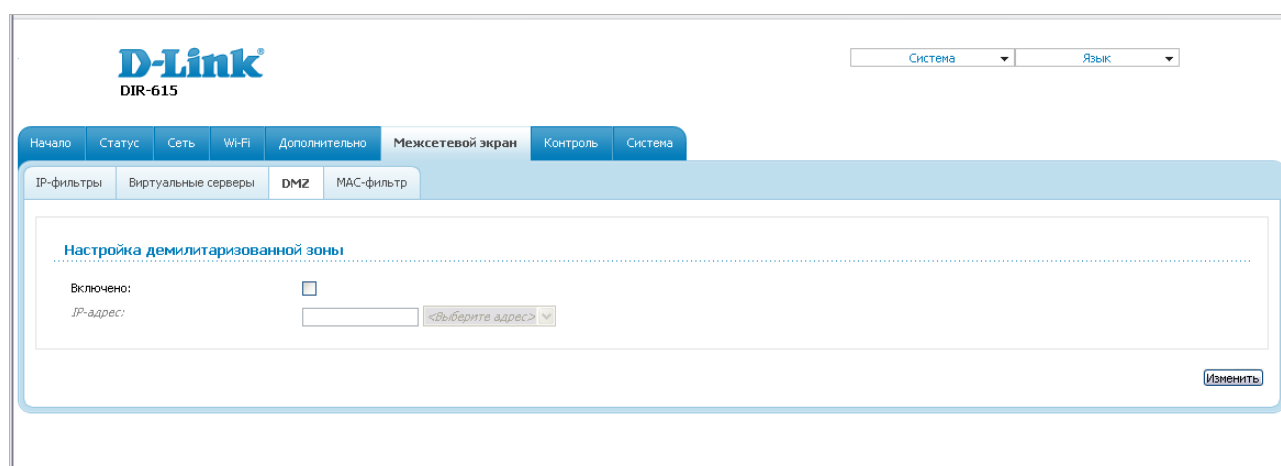 D-Link®
DIR-615
Система
Язык
Начало Статус Сеть Wi-Fi Дополнительно Межсетевой экран Контроль Система
IP-фильтры Виртуальные серверы DMZ MAC-фильтр
Настройка демилитаризованной зоны
Включено:
IP-адрес: <Выберите адрес>
Изменить